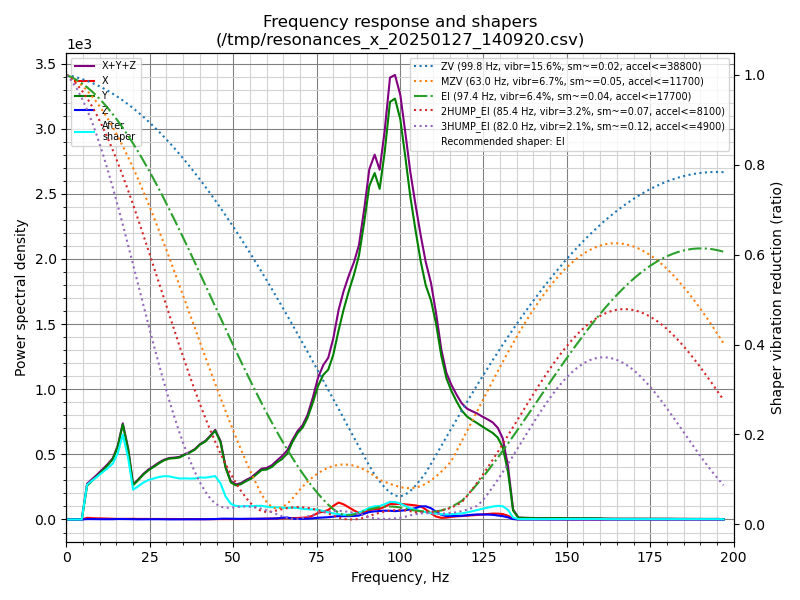 Frequency response and shapers
(/tmp/resonances_x_20250127_140920.csv)
1e3
X+Y+Z
X
Y
Z
After
shaper
ZV (99.8 Hz, vibr=15.6%, sm~=0.02, accel<=38800)
MZV (63.0 Hz, vibr=6.7%, sm~=0.05, accel<=11700)
EI (97.4 Hz, vibr=6.4%, sm~=0.04, accel<=17700)
2HUMP_EI (85.4 Hz, vibr=3.2%, sm~=0.07, accel<=8100)
3HUMP_EI (82.0 Hz, vibr=2.1%, sm~=0.12, accel<=4900)
Recommended shaper: EI
Power spectral density
3.5
3.0
2.5
2.0
1.5
1.0
0.5
0.0
Shaper vibration reduction (ratio)
1.0
0.8
0.6
0.4
0.2
0.0
0 25 50 75 100 125 150 175 200
Frequency, Hz